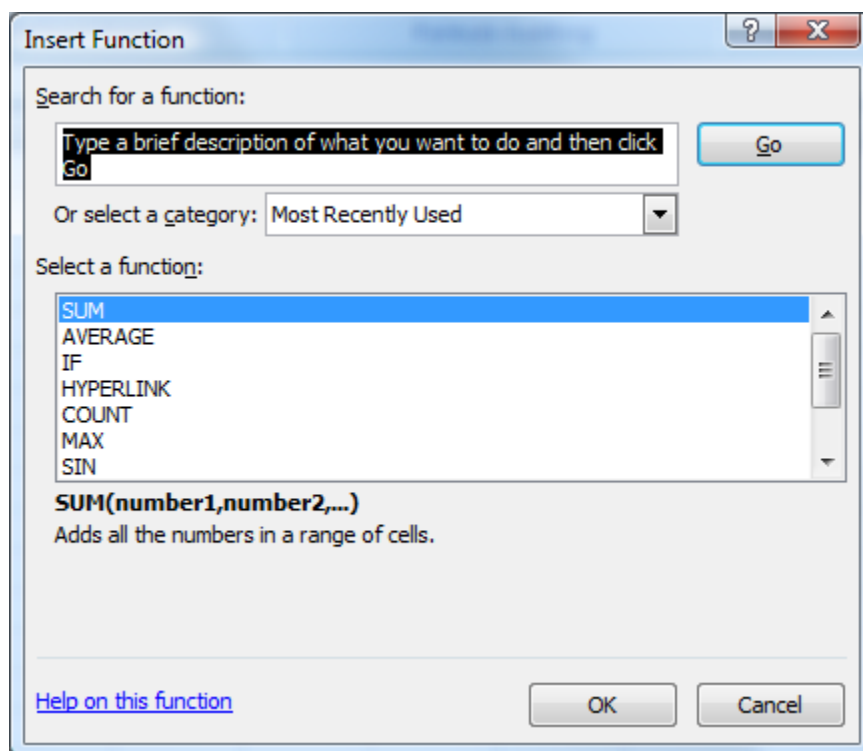 Insert Function
?
X
Search for a function:
Type a brief description of what you want to do and then click
Go
Go
Or select a category: Most Recently Used
Select a function:
SUM
AVERAGE
IF
HYPERLINK
COUNT
MAX
SIN
SUM(number1,number2,...)
Adds all the numbers in a range of cells.
Help on this function
OK
Cancel